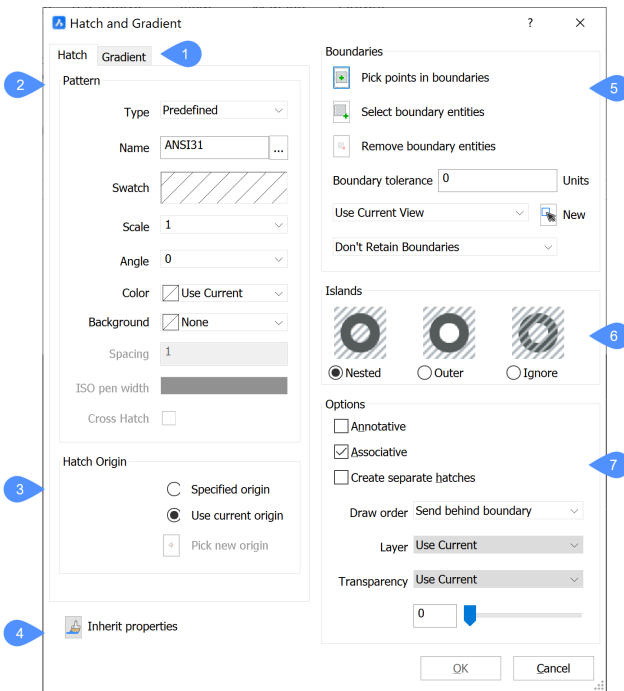 Hatch and Gradient
?
Hatch
Gradient
1
2
Pattern
Type
Predefined
Name
ANSI31
...
Swatch
Scale
1
Angle
0
Color
Use Current
Background
None
Spacing
1
ISO pen width
Cross Hatch
3
Hatch Origin
Specified origin
Use current origin
Pick new origin
4
Inherit properties
Boundaries
5
Pick points in boundaries
Select boundary entities
Remove boundary entities
Boundary tolerance
0
Units
Use Current View
New
Don't Retain Boundaries
Islands
6
Nested
Outer
Ignore
Options
7
Annotative
Associative
Create separate hatches
Draw order
Send behind boundary
Layer
Use Current
Transparency
Use Current
0
OK
Cancel